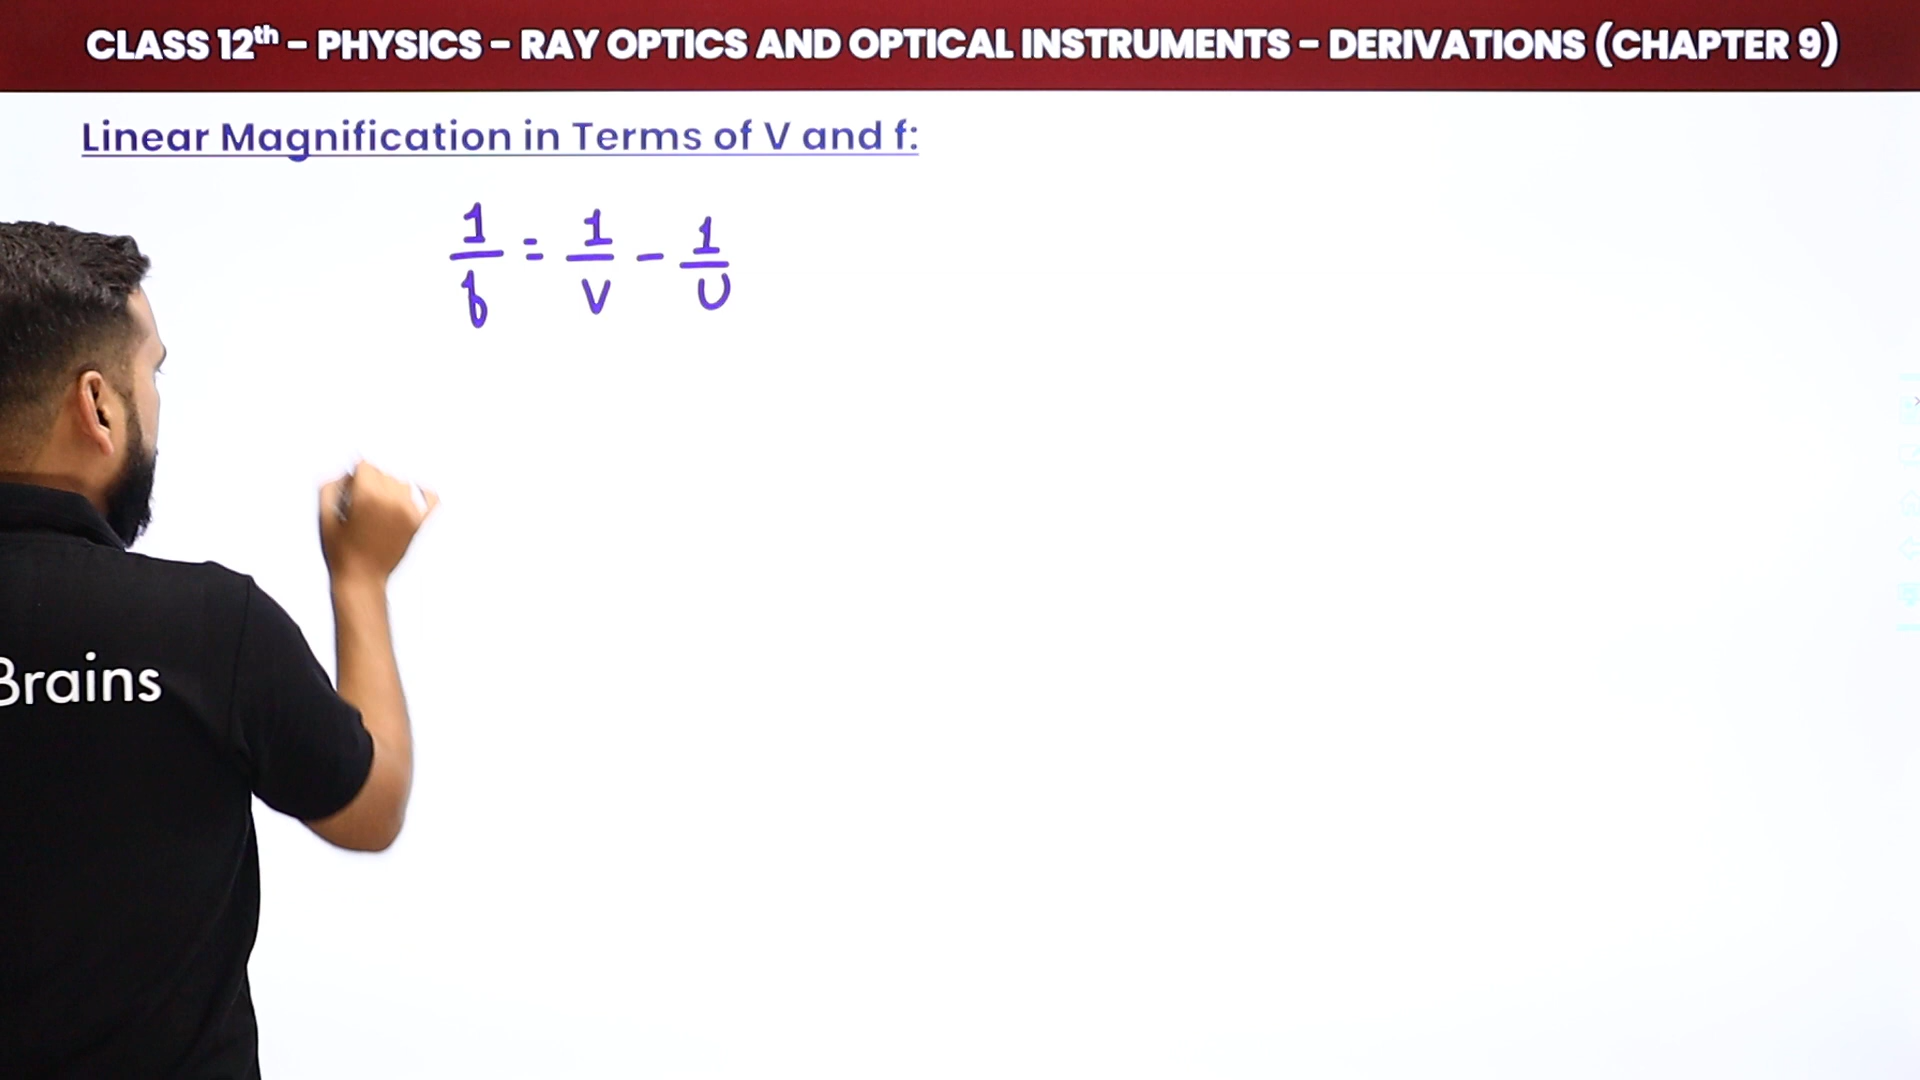 CLASS 12th – PHYSICS – RAY OPTICS AND OPTICAL INSTRUMENTS – DERIVATIONS (CHAPTER 9)
Linear Magnification in Terms of V and f:
1/f = 1/v - 1/U
Brains